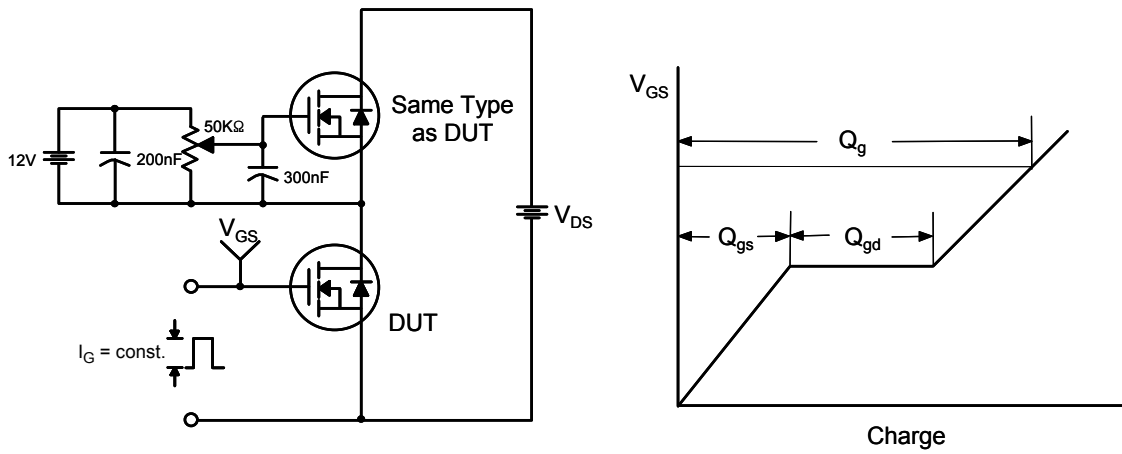 Same Type
as DUT
50KΩ
12V
200nF
300nF
V_GS
V_DS
DUT
I_G = const.
V_GS
Q_g
Q_gs
Q_gd
Charge